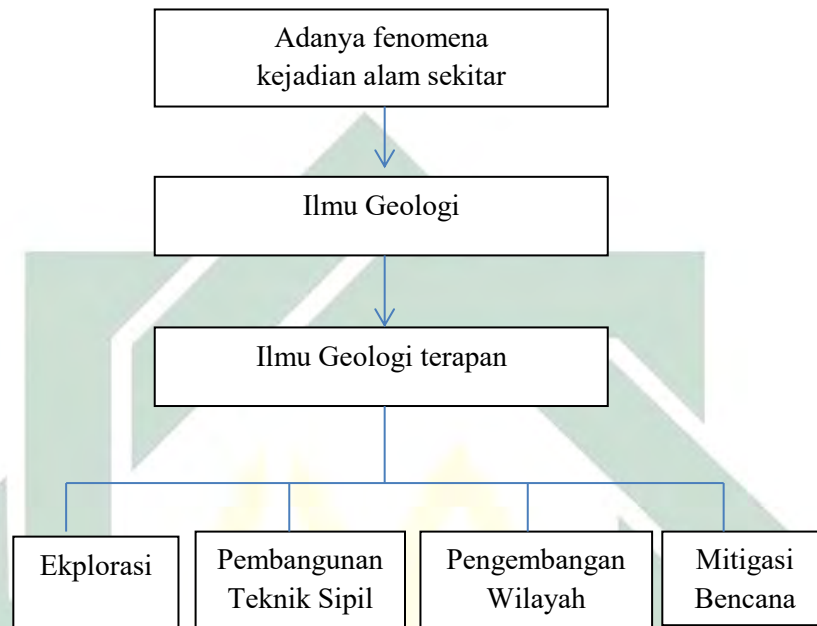 Adanya fenomena
kejadian alam sekitar
Ilmu Geologi
Ilmu Geologi terapan
Ekplorasi
Pembangunan
Teknik Sipil
Pengembangan
Wilayah
Mitigasi
Bencana